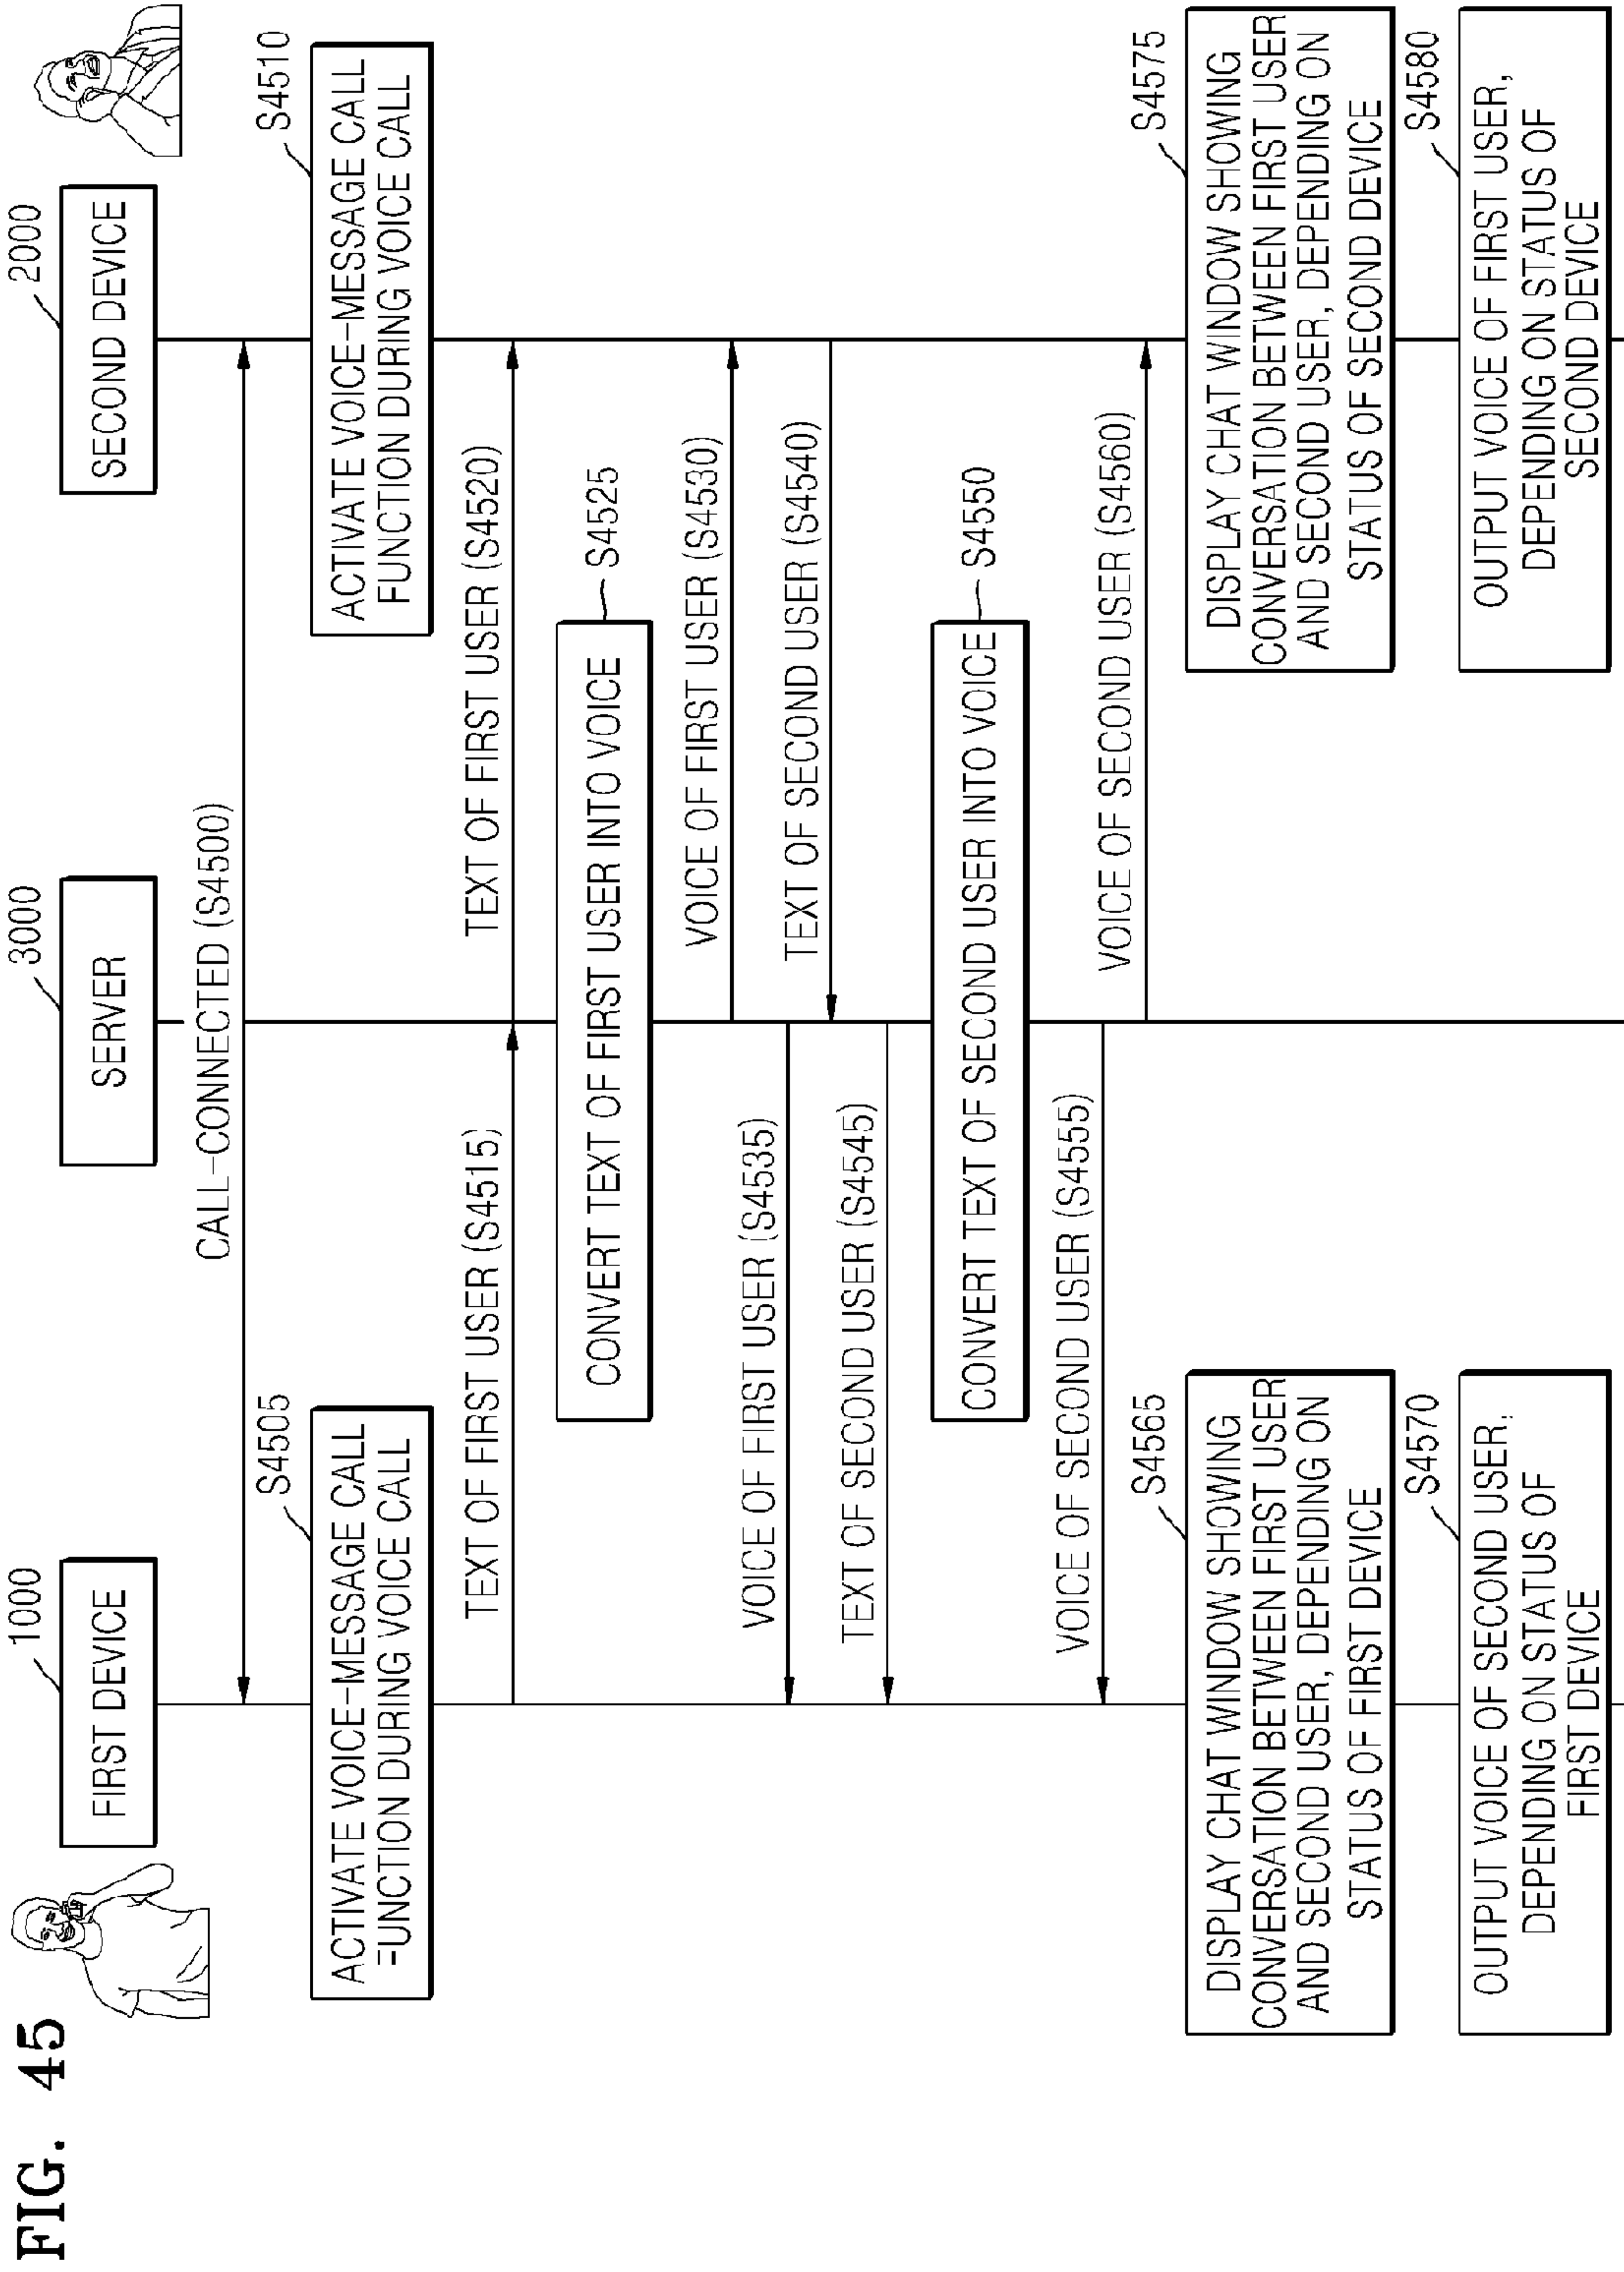 FIG. 45
1000
FIRST DEVICE
3000
SERVER
2000
SECOND DEVICE
CALL-CONNECTED (S4500)
S4505
ACTIVATE VOICE-MESSAGE CALL
FUNCTION DURING VOICE CALL
S4510
ACTIVATE VOICE-MESSAGE CALL
FUNCTION DURING VOICE CALL
TEXT OF FIRST USER (S4515)
TEXT OF FIRST USER (S4520)
CONVERT TEXT OF FIRST USER INTO VOICE
S4525
VOICE OF FIRST USER (S4530)
VOICE OF FIRST USER (S4535)
TEXT OF SECOND USER (S4540)
TEXT OF SECOND USER (S4545)
CONVERT TEXT OF SECOND USER INTO VOICE
S4550
VOICE OF SECOND USER (S4555)
VOICE OF SECOND USER (S4560)
S4565
DISPLAY CHAT WINDOW SHOWING
CONVERSATION BETWEEN FIRST USER
AND SECOND USER, DEPENDING ON
STATUS OF FIRST DEVICE
S4575
DISPLAY CHAT WINDOW SHOWING
CONVERSATION BETWEEN FIRST USER
AND SECOND USER, DEPENDING ON
STATUS OF SECOND DEVICE
S4570
OUTPUT VOICE OF SECOND USER,
DEPENDING ON STATUS OF
FIRST DEVICE
S4580
OUTPUT VOICE OF FIRST USER,
DEPENDING ON STATUS OF
SECOND DEVICE